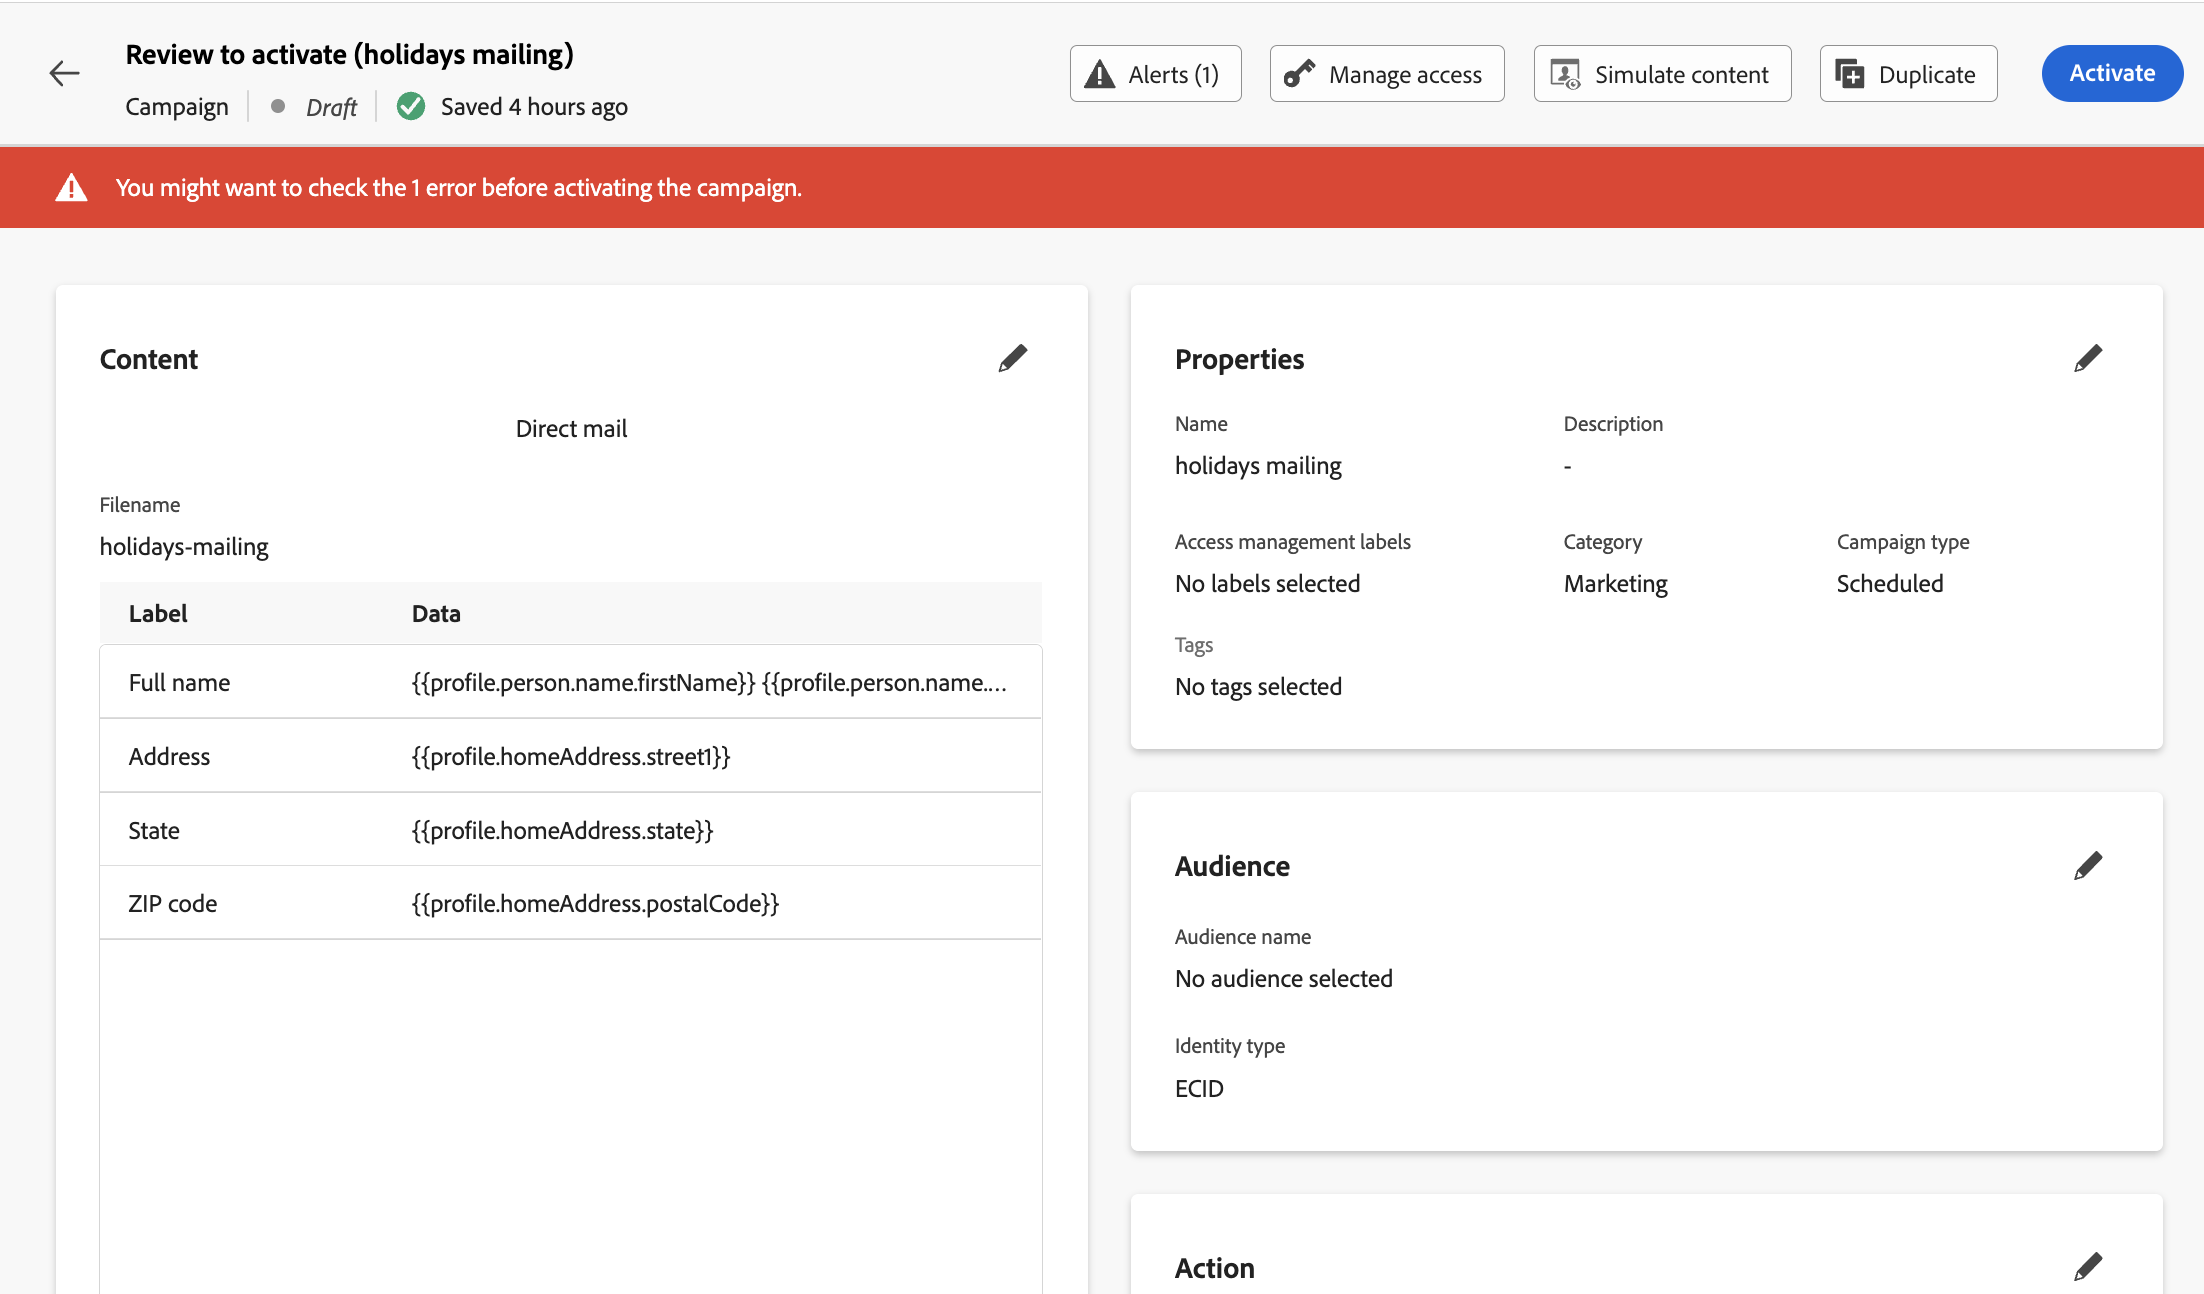 Review to activate (holidays mailing)
Campaign
Draft
Saved 4 hours ago
Alerts (1)
Manage access
Simulate content
Duplicate
Activate
You might want to check the 1 error before activating the campaign.
Content
Direct mail
Filename
holidays-mailing
Label Data
Full name {{profile.person.name.firstName}} {{profile.person.name....
Address {{profile.homeAddress.street1}}
State {{profile.homeAddress.state}}
ZIP code {{profile.homeAddress.postalCode}}
Properties
Name Description
holidays mailing -
Access management labels Category Campaign type
No labels selected Marketing Scheduled
Tags
No tags selected
Audience
Audience name
No audience selected
Identity type
ECID
Action